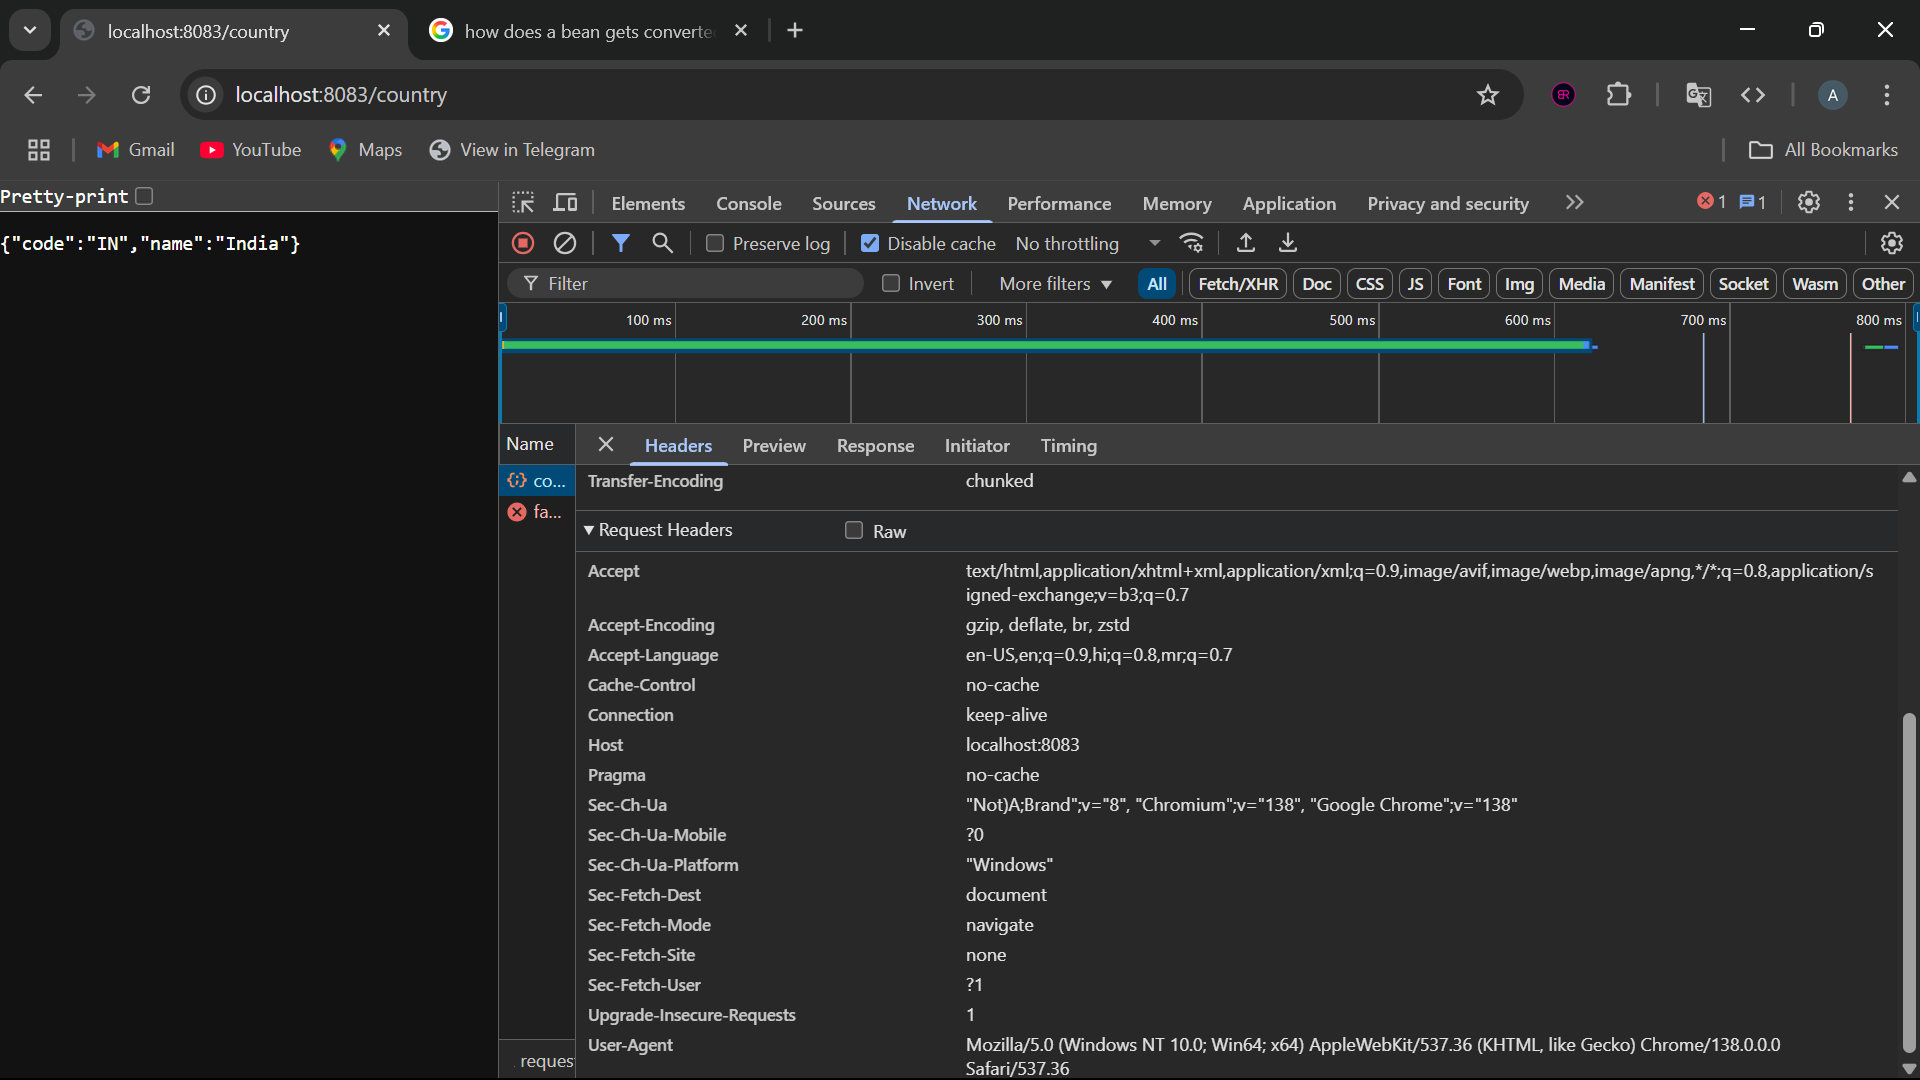 localhost:8083/country
how does a bean gets converte
localhost:8083/country
A
Gmail
YouTube
Maps
View in Telegram
All Bookmarks
Pretty-print
{"code":"IN","name":"India"}
Elements
Console
Sources
Network
Performance
Memory
Application
Privacy and security
1
1
Preserve log
Disable cache
No throttling
Filter
Invert
More filters
All
Fetch/XHR
Doc
CSS
JS
Font
Img
Media
Manifest
Socket
Wasm
Other
100 ms
200 ms
300 ms
400 ms
500 ms
600 ms
700 ms
800 ms
Name
Headers
Preview
Response
Initiator
Timing
co...
fa...
Transfer-Encoding chunked
Request Headers
Raw
Accept text/html,application/xhtml+xml,application/xml;q=0.9,image/avif,image/webp,image/apng,*/*;q=0.8,application/s
igned-exchange;v=b3;q=0.7
Accept-Encoding gzip, deflate, br, zstd
Accept-Language en-US,en;q=0.9,hi;q=0.8,mr;q=0.7
Cache-Control no-cache
Connection keep-alive
Host localhost:8083
Pragma no-cache
Sec-Ch-Ua "Not)A;Brand";v="8", "Chromium";v="138", "Google Chrome";v="138"
Sec-Ch-Ua-Mobile ?0
Sec-Ch-Ua-Platform "Windows"
Sec-Fetch-Dest document
Sec-Fetch-Mode navigate
Sec-Fetch-Site none
Sec-Fetch-User ?1
Upgrade-Insecure-Requests 1
User-Agent Mozilla/5.0 (Windows NT 10.0; Win64; x64) AppleWebKit/537.36 (KHTML, like Gecko) Chrome/138.0.0.0
Safari/537.36
reques